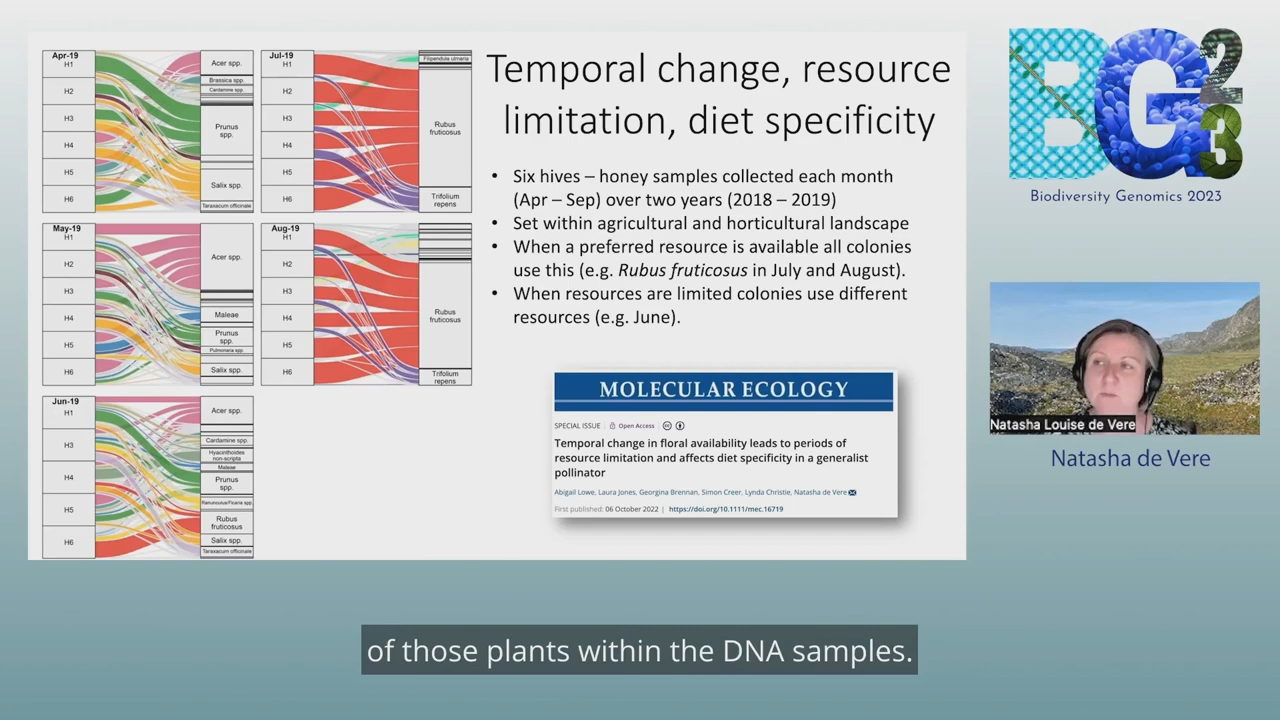 Apr-19
H1
H2
H3
H4
H5
H6
Acer spp.
Brassica spp.
Cardamine spp.
Prunus
spp.
Salix spp.
Taraxacum officinale
Jul-19
H1
H2
H3
H4
H5
H6
Filipendula ulmaria
Rubus
fruticosus
Trifolium
repens
May-19
H1
H2
H3
H4
H5
H6
Acer spp.
Maleae
Prunus
spp.
Pulmonaria spp.
Salix spp.
Aug-19
H1
H2
H3
H4
H5
H6
Rubus
fruticosus
Trifolium
repens
Jun-19
H1
H3
H4
H5
H6
Acer spp.
Cardamine spp.
Hyacinthoides
non-scripta
Maleae
Prunus
spp.
Ranunculus/Ficaria spp.
Rubus
fruticosus
Salix spp.
Taraxacum officinale
Temporal change, resource
limitation, diet specificity
• Six hives – honey samples collected each month
(Apr – Sep) over two years (2018 – 2019)
• Set within agricultural and horticultural landscape
• When a preferred resource is available all colonies
use this (e.g. Rubus fruticosus in July and August).
• When resources are limited colonies use different
resources (e.g. June).
MOLECULAR ECOLOGY
SPECIAL ISSUE | Open Access | cc
Temporal change in floral availability leads to periods of
resource limitation and affects diet specificity in a generalist
pollinator
Abigail Lowe, Laura Jones, Georgina Brennan, Simon Creer, Lynda Christie, Natasha de Vere
First published: 06 October 2022 | https://doi.org/10.1111/mec.16719
BG23
Biodiversity Genomics 2023
Natasha Louise de Vere
Natasha de Vere
of those plants within the DNA samples.